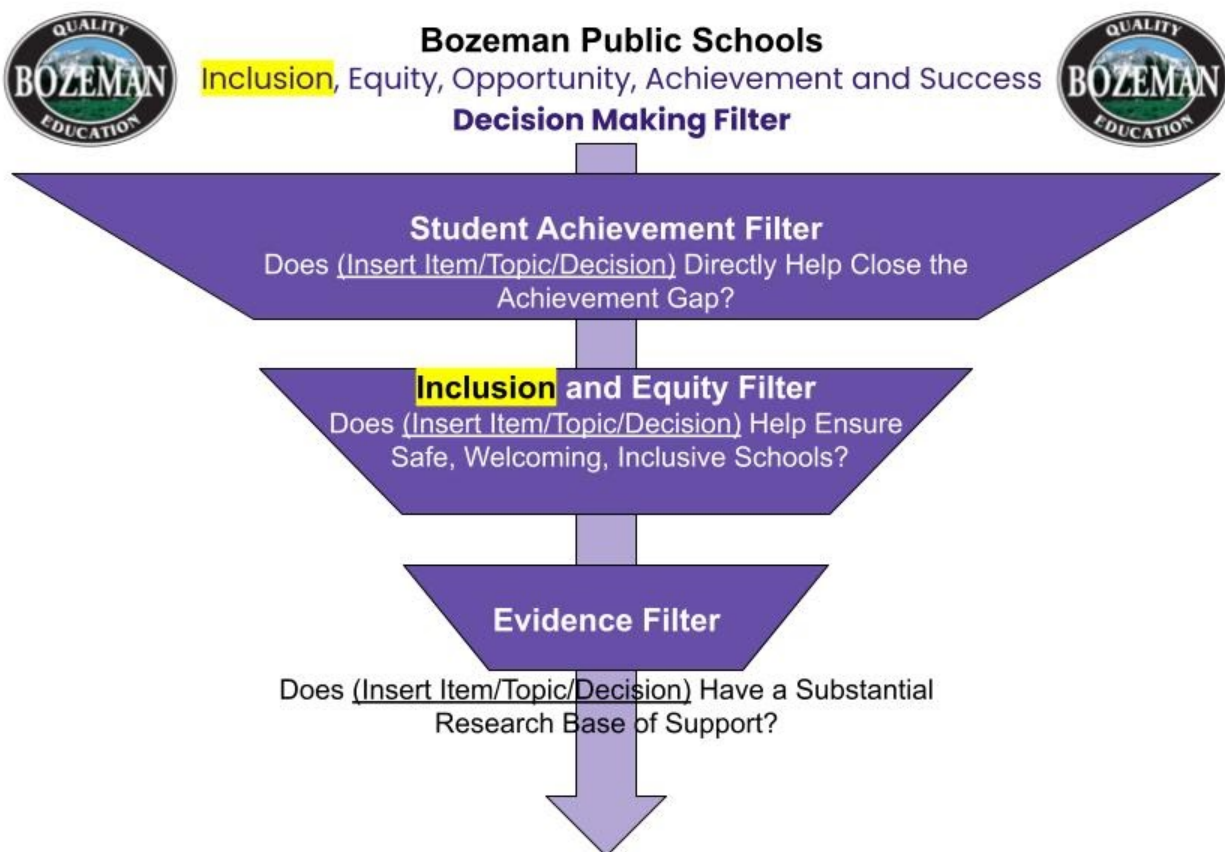 QUALITY
BOZEMAN
EDUCATION
Bozeman Public Schools
Inclusion, Equity, Opportunity, Achievement and Success
Decision Making Filter
QUALITY
BOZEMAN
EDUCATION
Student Achievement Filter
Does (Insert Item/Topic/Decision) Directly Help Close the
Achievement Gap?
Inclusion and Equity Filter
Does (Insert Item/Topic/Decision) Help Ensure
Safe, Welcoming, Inclusive Schools?
Evidence Filter
Does (Insert Item/Topic/Decision) Have a Substantial
Research Base of Support?